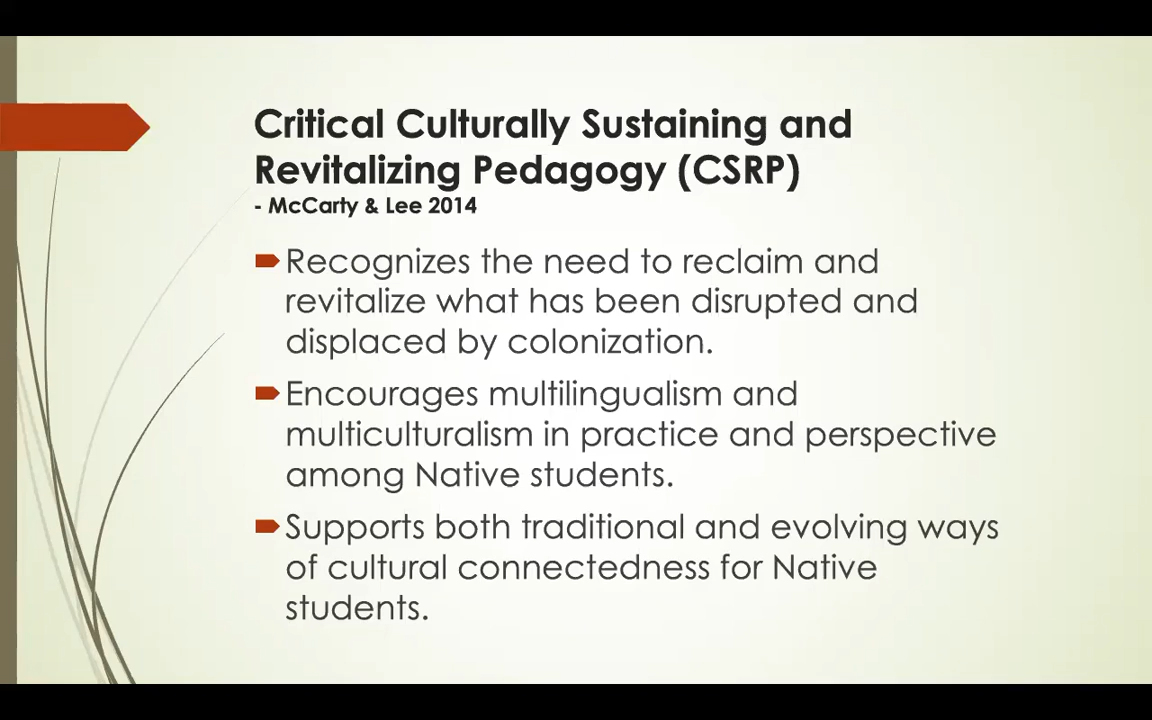 Critical Culturally Sustaining and
Revitalizing Pedagogy (CSRP)
- McCarty & Lee 2014
Recognizes the need to reclaim and
revitalize what has been disrupted and
displaced by colonization.
Encourages multilingualism and
multiculturalism in practice and perspective
among Native students.
Supports both traditional and evolving ways
of cultural connectedness for Native
students.